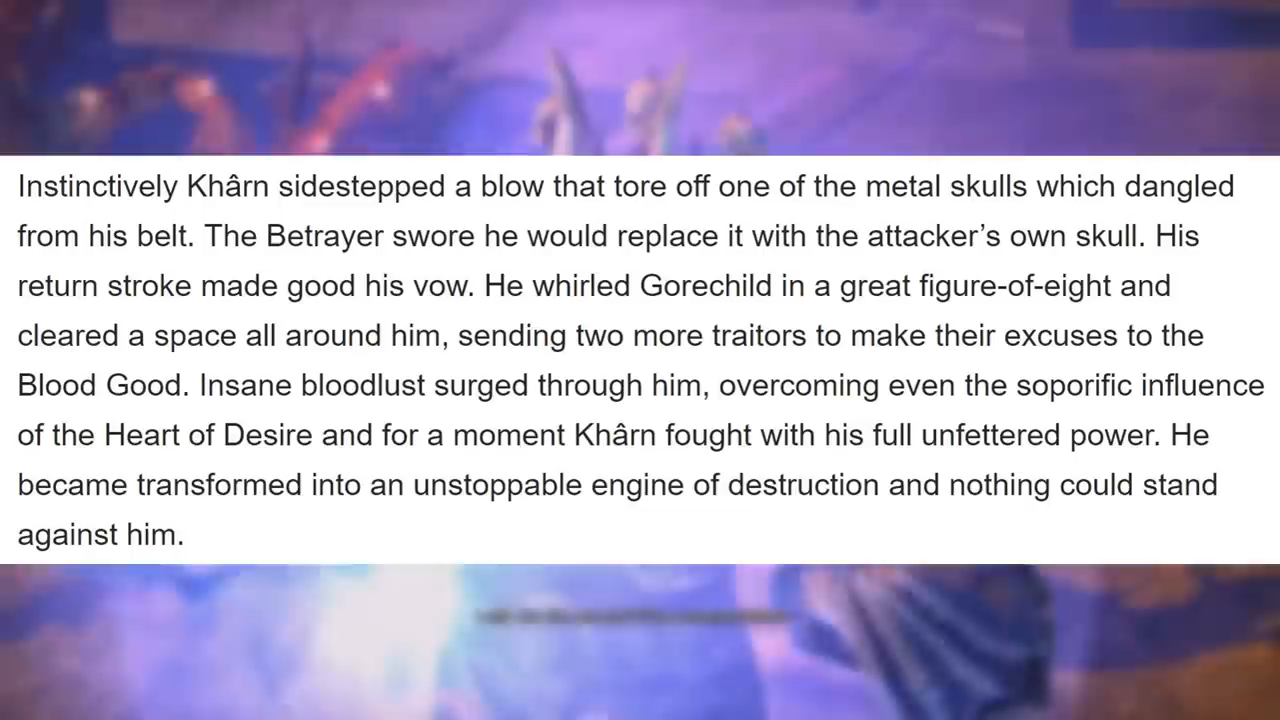 Instinctively Khârn sidestepped a blow that tore off one of the metal skulls which dangled
from his belt. The Betrayer swore he would replace it with the attacker’s own skull. His
return stroke made good his vow. He whirled Gorechild in a great figure-of-eight and
cleared a space all around him, sending two more traitors to make their excuses to the
Blood Good. Insane bloodlust surged through him, overcoming even the soporific influence
of the Heart of Desire and for a moment Khârn fought with his full unfettered power. He
became transformed into an unstoppable engine of destruction and nothing could stand
against him.